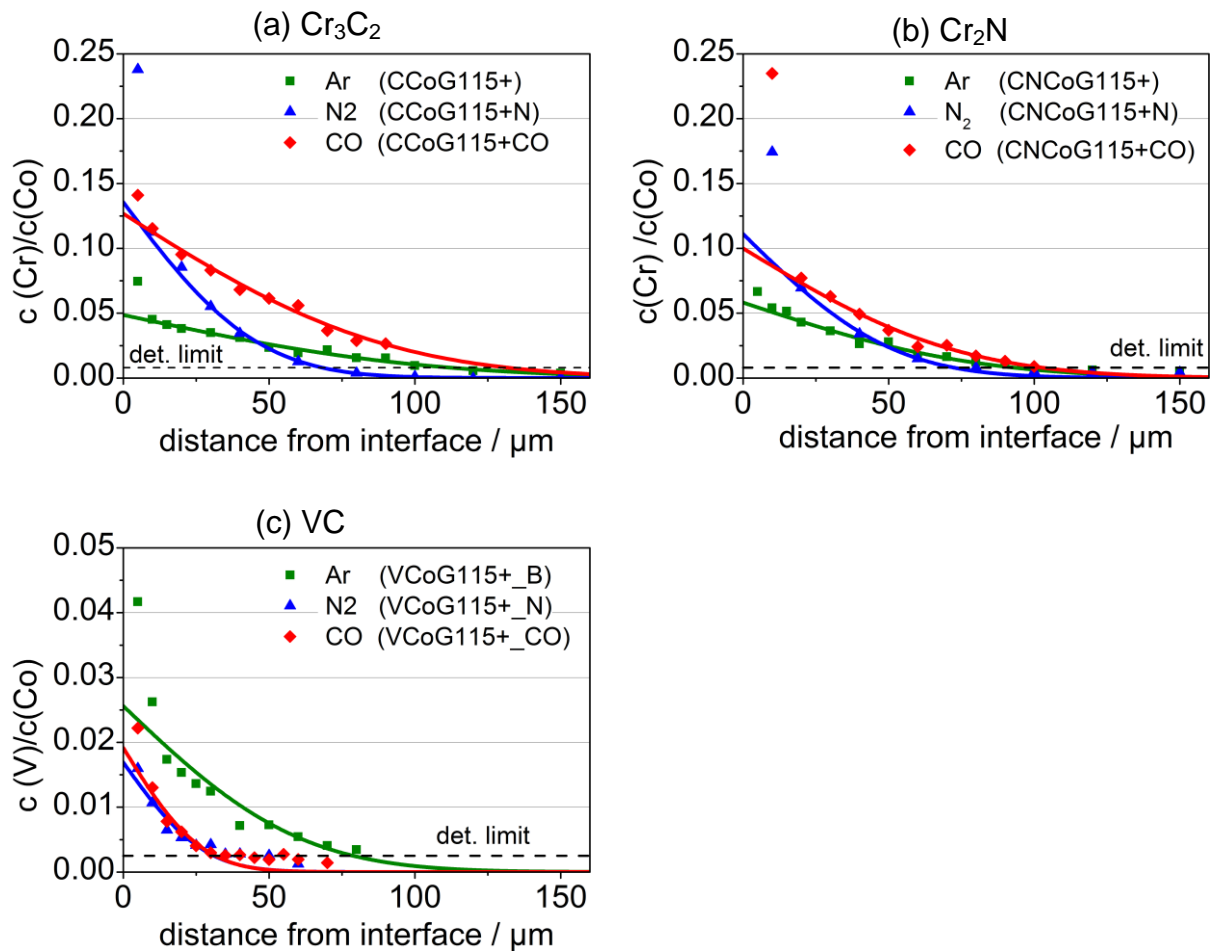 (a) Cr₃C₂
0.25
0.20
0.15
0.10
0.05
0.00
c (Cr)/c(Co)
Ar (CCoG115+)
N2 (CCoG115+N)
CO (CCoG115+CO
det. limit
0 50 100 150
distance from interface / µm
(b) Cr₂N
0.25
0.20
0.15
0.10
0.05
0.00
c(Cr) /c(Co)
Ar (CNCoG115+)
N₂ (CNCoG115+N)
CO (CNCoG115+CO)
det. limit
0 50 100 150
distance from interface / µm
(c) VC
0.05
0.04
0.03
0.02
0.01
0.00
c (V)/c(Co)
Ar (VCoG115+_B)
N2 (VCoG115+_N)
CO (VCoG115+_CO)
det. limit
0 50 100 150
distance from interface / µm